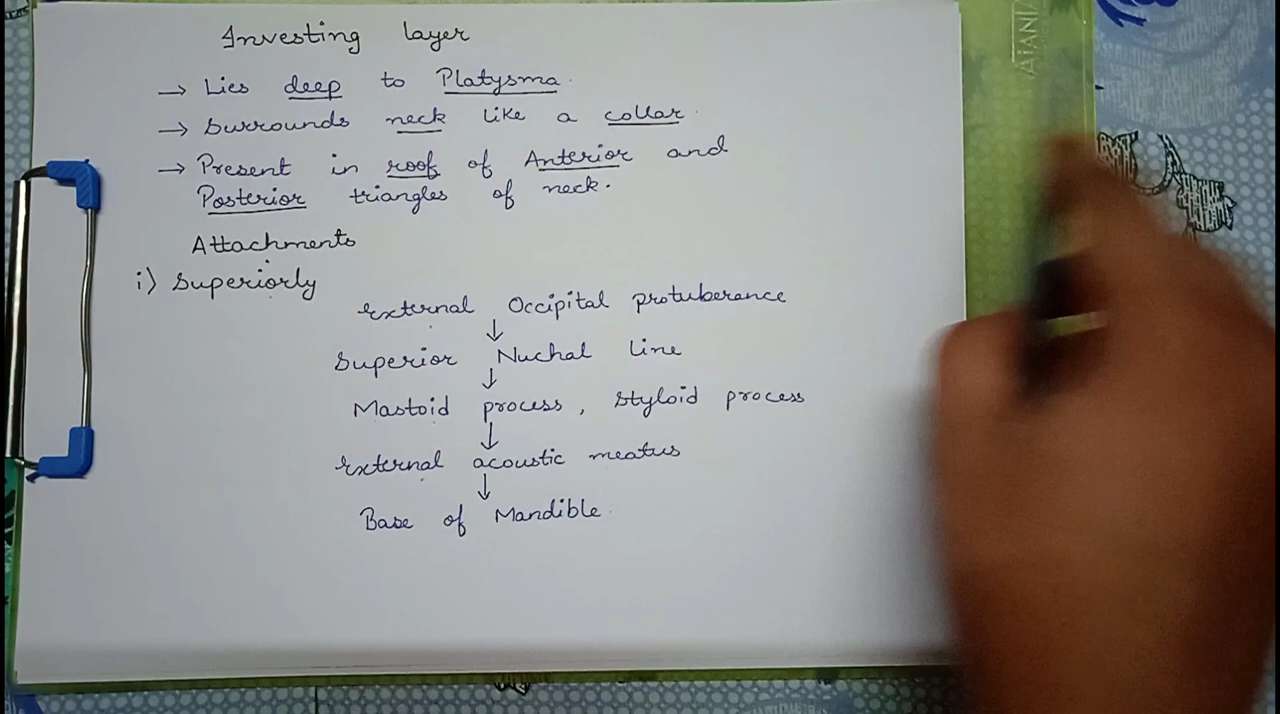 Investing layer
→ Lies deep to Platysma.
→ Surrounds neck like a collar.
→ Present in roof of Anterior and
Posterior triangles of neck.
Attachments
i) Superiorly
External Occipital protuberance
↓
Superior Nuchal line
↓
Mastoid process, Styloid process
↓
External acoustic meatus
↓
Base of Mandible.